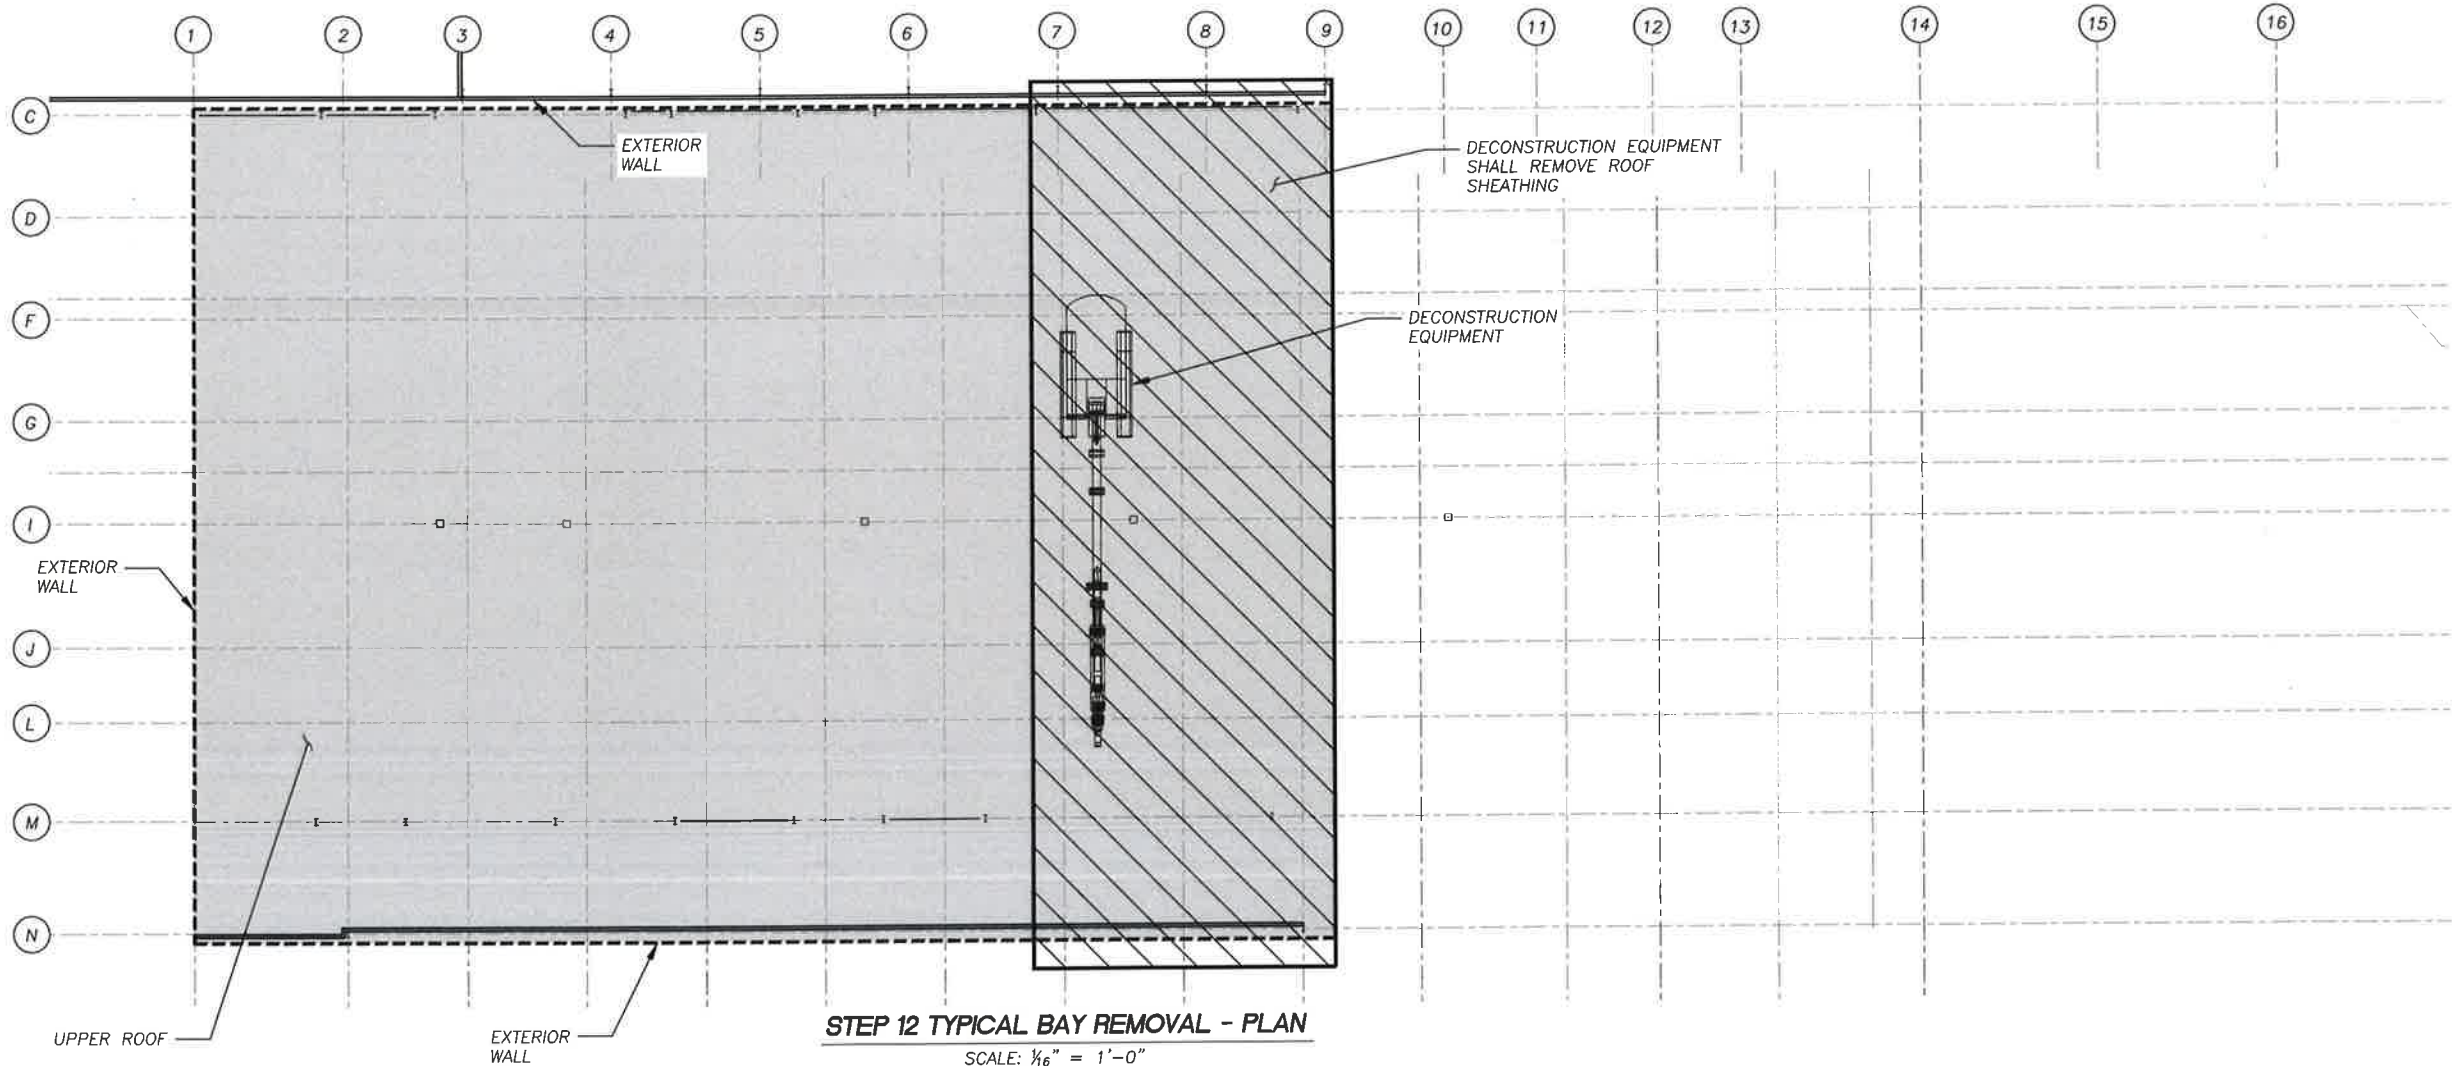 1 2 3 4 5 6 7 8 9 10 11 12 13 14 15 16
C
EXTERIOR
WALL
DECONSTRUCTION EQUIPMENT
SHALL REMOVE ROOF
SHEATHING
D
F
DECONSTRUCTION
EQUIPMENT
G
I
EXTERIOR
WALL
J
L
M
N
UPPER ROOF
EXTERIOR
WALL
STEP 12 TYPICAL BAY REMOVAL - PLAN
SCALE: 1/16" = 1'-0"